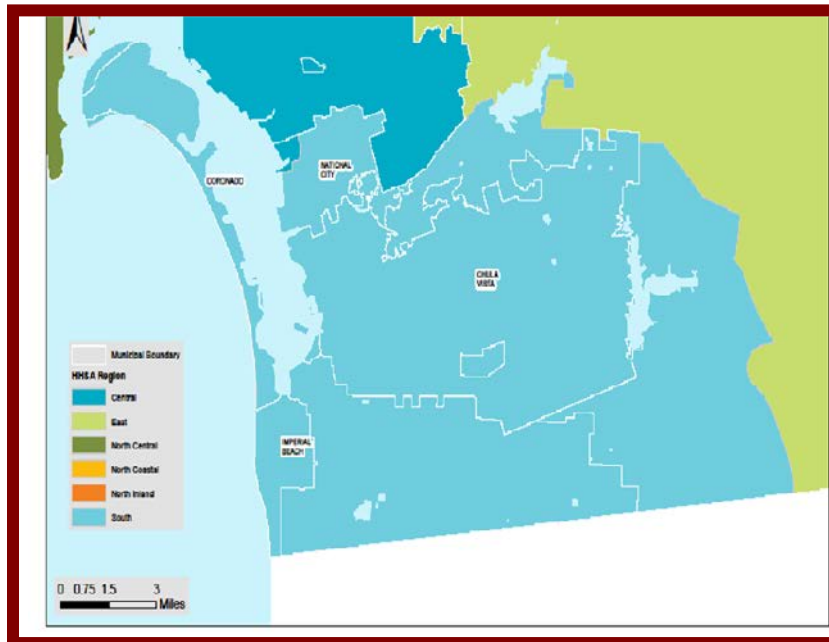 NATIONAL
CITY
CORONADO
CHULA
VISTA
Municipal Boundary
HHSA Region
Central
East
North Central
North Coastal
North Inland
South
IMPERIAL
BEACH
0 0.75 1.5 3
Miles